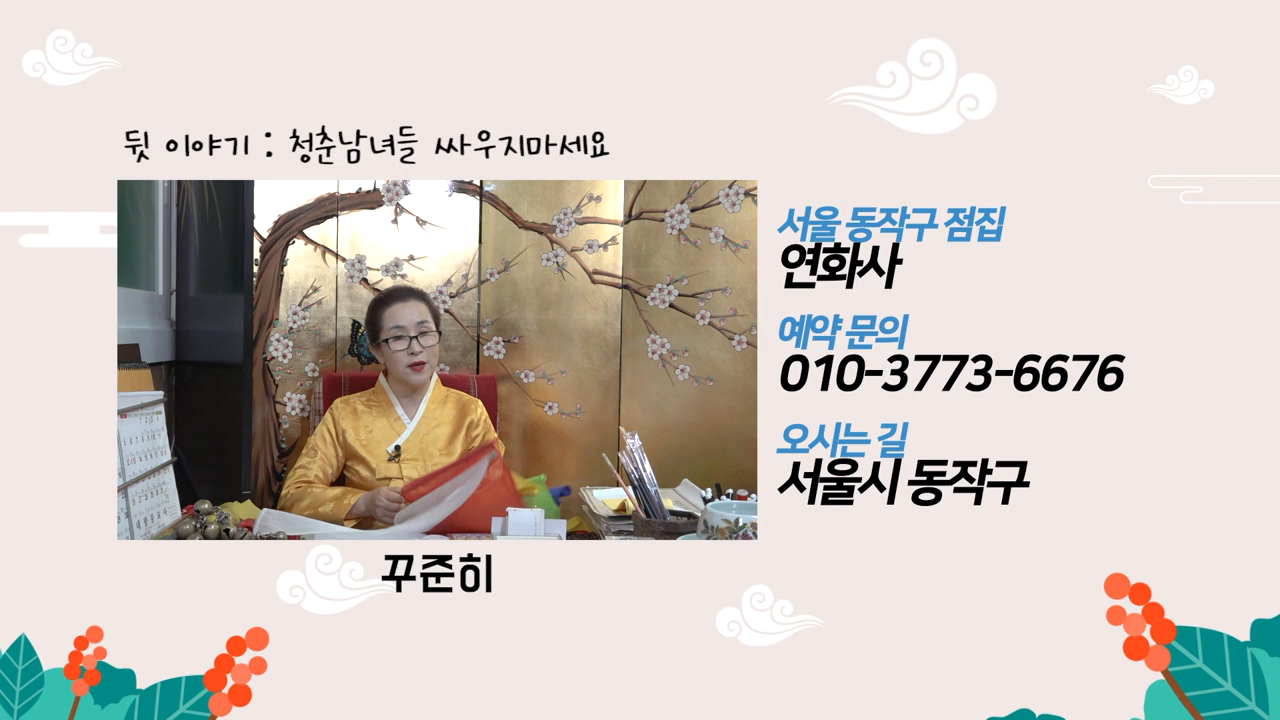 뒷 이야기 : 청춘남녀들 싸우지마세요
서울 동작구 점집
연화사
예약 문의
010-3773-6676
오시는 길
서울시 동작구
꾸준히